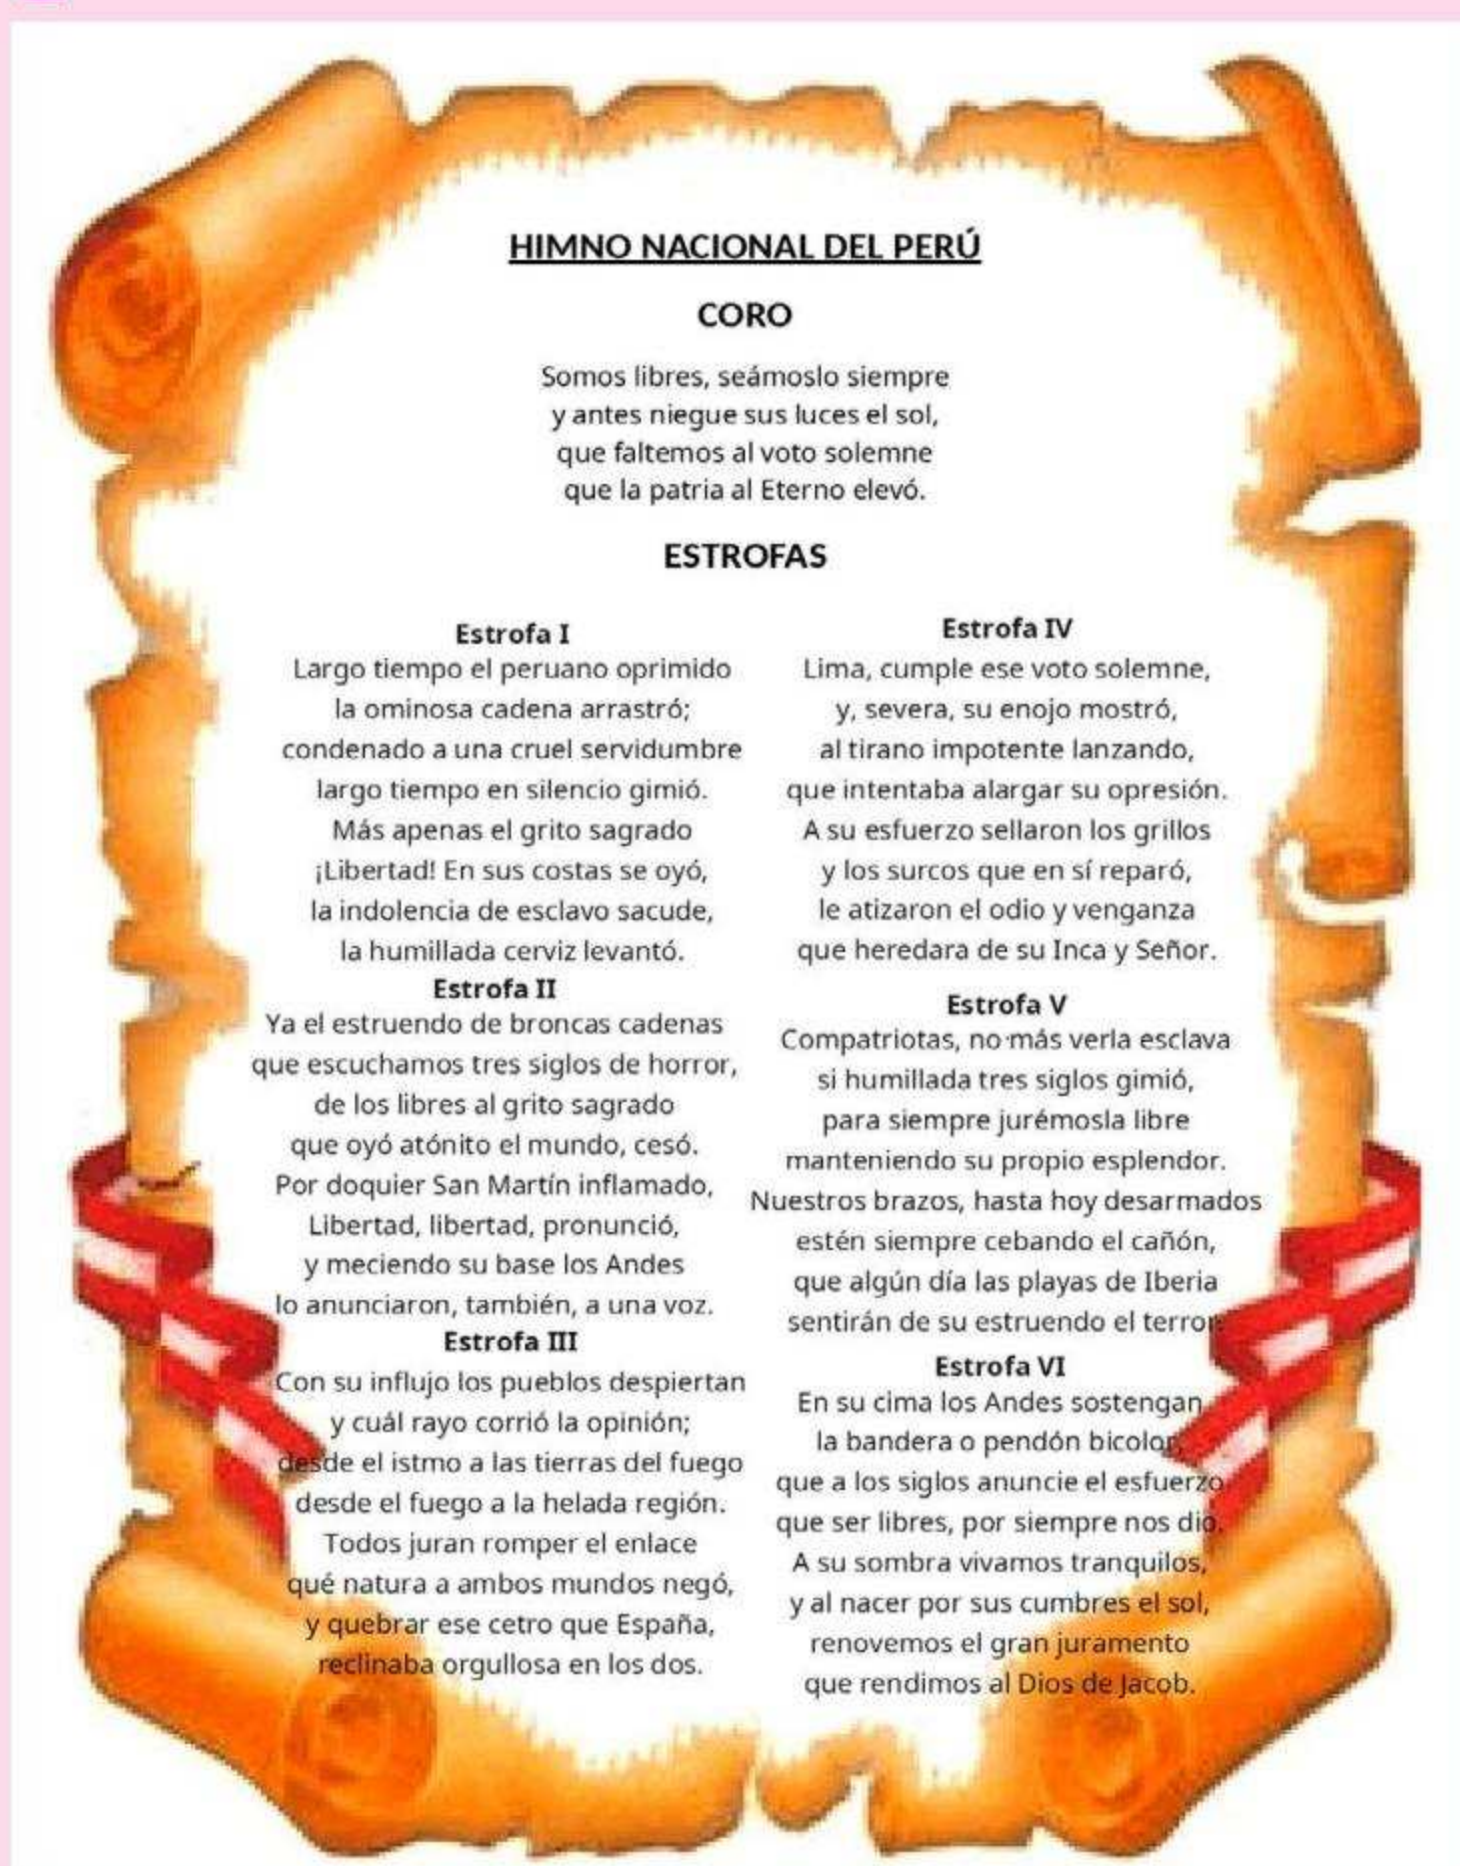 HIMNO NACIONAL DEL PERÚ
CORO
Somos libres, seámoslo siempre
y antes niegue sus luces el sol,
que faltemos al voto solemne
que la patria al Eterno elevó.
ESTROFAS
Estrofa I
Largo tiempo el peruano oprimido
la ominosa cadena arrastró;
condenado a una cruel servidumbre
largo tiempo en silencio gimió.
Más apenas el grito sagrado
¡Libertad! En sus costas se oyó,
la indolencia de esclavo sacude,
la humillada cerviz levantó.
Estrofa II
Ya el estruendo de broncas cadenas
que escuchamos tres siglos de horror,
de los libres al grito sagrado
que oyó atónito el mundo, cesó.
Por doquier San Martín inflamado,
Libertad, libertad, pronunció,
y meciendo su base los Andes
lo anunciaron, también, a una voz.
Estrofa III
Con su influjo los pueblos despiertan
y cuál rayo corrió la opinión;
desde el istmo a las tierras del fuego
desde el fuego a la helada región.
Todos juran romper el enlace
qué natura a ambos mundos negó,
y quebrar ese cetro que España,
reclinaba orgullosa en los dos.
Estrofa IV
Lima, cumple ese voto solemne,
y, severa, su enojo mostró,
al tirano impotente lanzando,
que intentaba alargar su opresión.
A su esfuerzo sellaron los grillos
y los surcos que en sí reparó,
le atizaron el odio y venganza
que heredara de su Inca y Señor.
Estrofa V
Compatriotas, no más verla esclava
si humillada tres siglos gimió,
para siempre jurémosla libre
manteniendo su propio esplendor.
Nuestros brazos, hasta hoy desarmados
estén siempre cebando el cañón,
que algún día las playas de Iberia
sentirán de su estruendo el terror.
Estrofa VI
En su cima los Andes sostengan
la bandera o pendón bicolor,
que a los siglos anuncie el esfuerzo
que ser libres, por siempre nos dio.
A su sombra vivamos tranquilos,
y al nacer por sus cumbres el sol,
renovemos el gran juramento
que rendimos al Dios de Jacob.